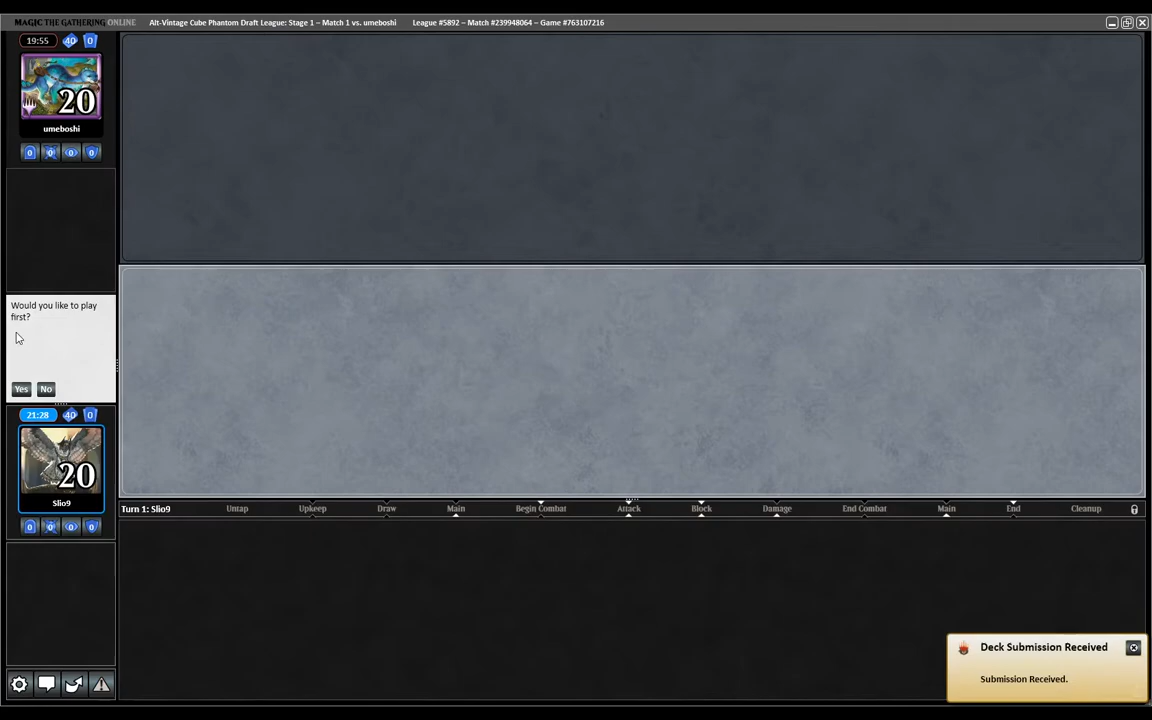 MAGIC THE GATHERING ONLINE Alt-Vintage Cube Phantom Draft League: Stage 1 – Match 1 vs. umeboshi League #5892 – Match #239948064 – Game #763107216
19:55 40 0
20
umeboshi
0 0 0 0
Would you like to play
first?
Yes No
21:28 40 0
20
Slio9
0 0 0 0
Turn 1: Slio9 Untap Upkeep Draw Main Begin Combat Attack Block Damage End Combat Main End Cleanup
Deck Submission Received
Submission Received.